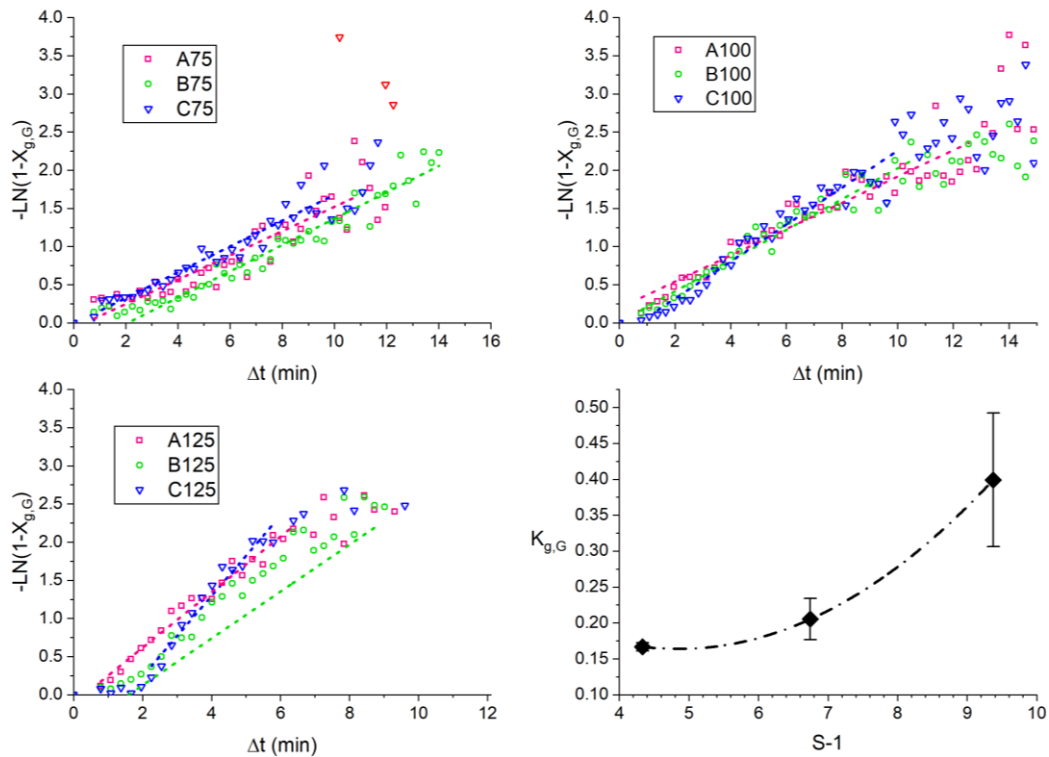 4.0
3.5
3.0
2.5
2.0
1.5
1.0
0.5
0.0
-LN(1-X_g,G)
A75
B75
C75
0 2 4 6 8 10 12 14 16
Δt (min)
4.0
3.5
3.0
2.5
2.0
1.5
1.0
0.5
0.0
-LN(1-X_g,G)
A100
B100
C100
0 2 4 6 8 10 12 14
Δt (min)
4.0
3.5
3.0
2.5
2.0
1.5
1.0
0.5
0.0
-LN(1-X_g,G)
A125
B125
C125
0 2 4 6 8 10 12
Δt (min)
0.50
0.45
0.40
0.35
0.30
0.25
0.20
0.15
0.10
K_g,G
4 5 6 7 8 9 10
S-1